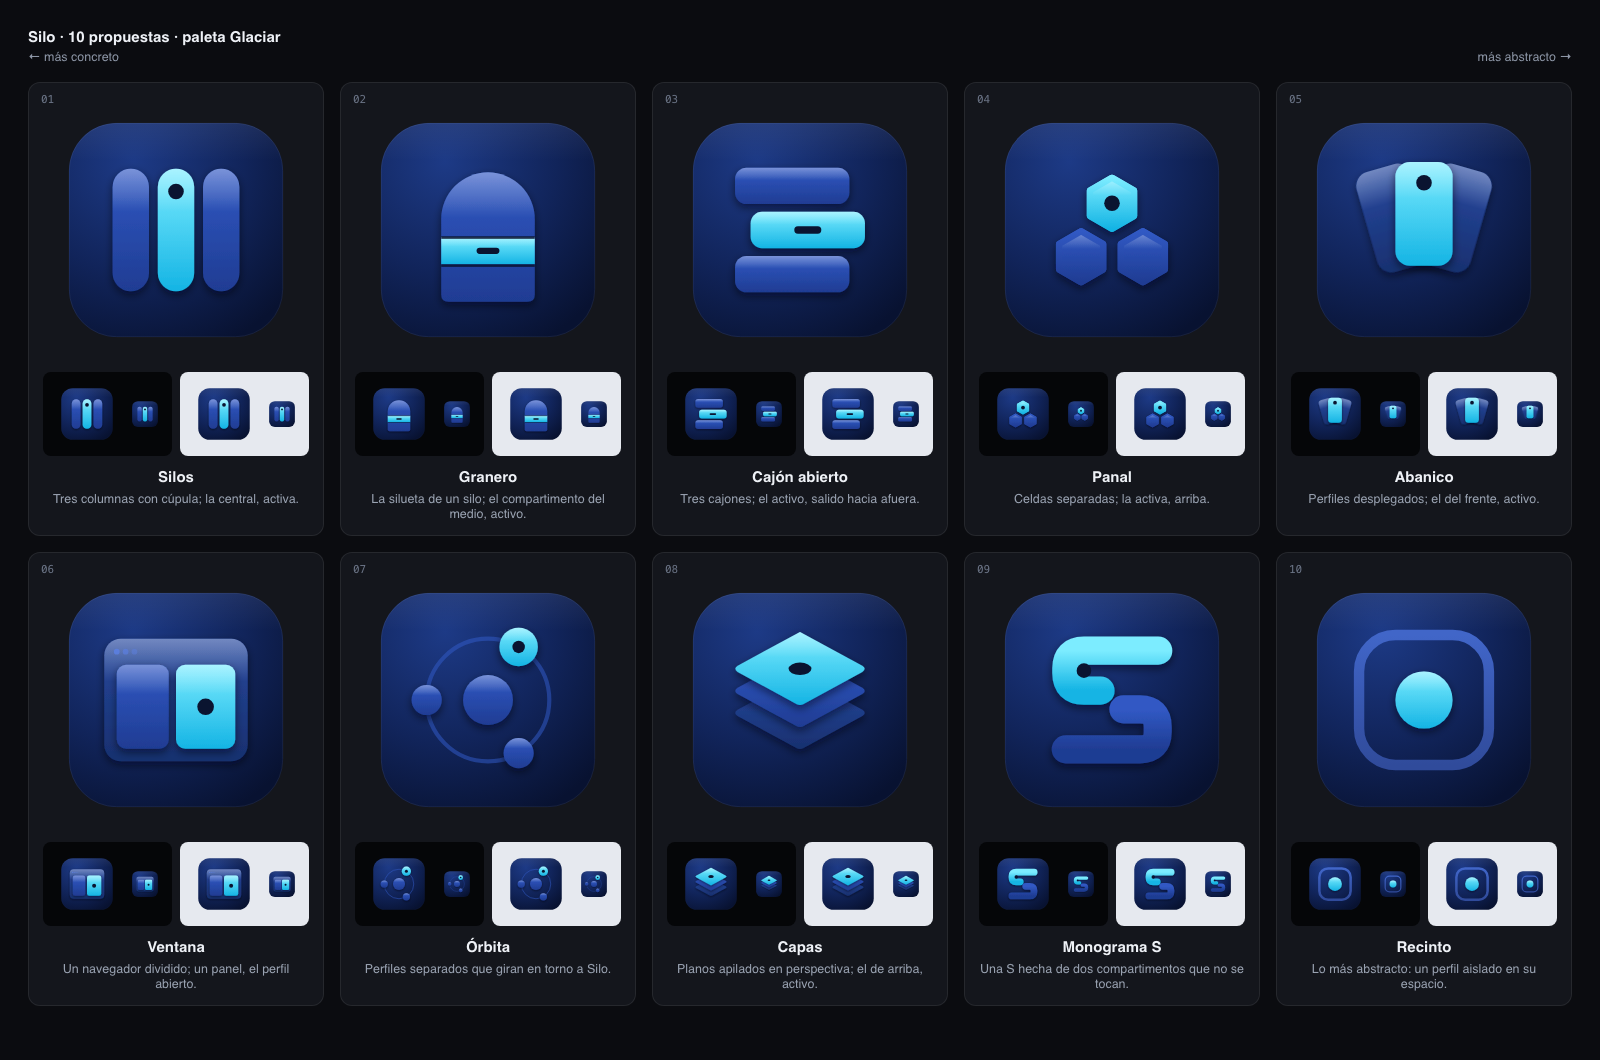 Silo · 10 propuestas · paleta Glaciar
← más concreto
más abstracto →
01
02
03
04
05
Silos
Tres columnas con cúpula; la central, activa.
Granero
La silueta de un silo; el compartimento del
medio, activo.
Cajón abierto
Tres cajones; el activo, salido hacia afuera.
Panal
Celdas separadas; la activa, arriba.
Abanico
Perfiles desplegados; el del frente, activo.
06
07
08
09
10
Ventana
Un navegador dividido; un panel, el perfil
abierto.
Órbita
Perfiles separados que giran en torno a Silo.
Capas
Planos apilados en perspectiva; el de arriba,
activo.
Monograma S
Una S hecha de dos compartimentos que no se
tocan.
Recinto
Lo más abstracto: un perfil aislado en su
espacio.